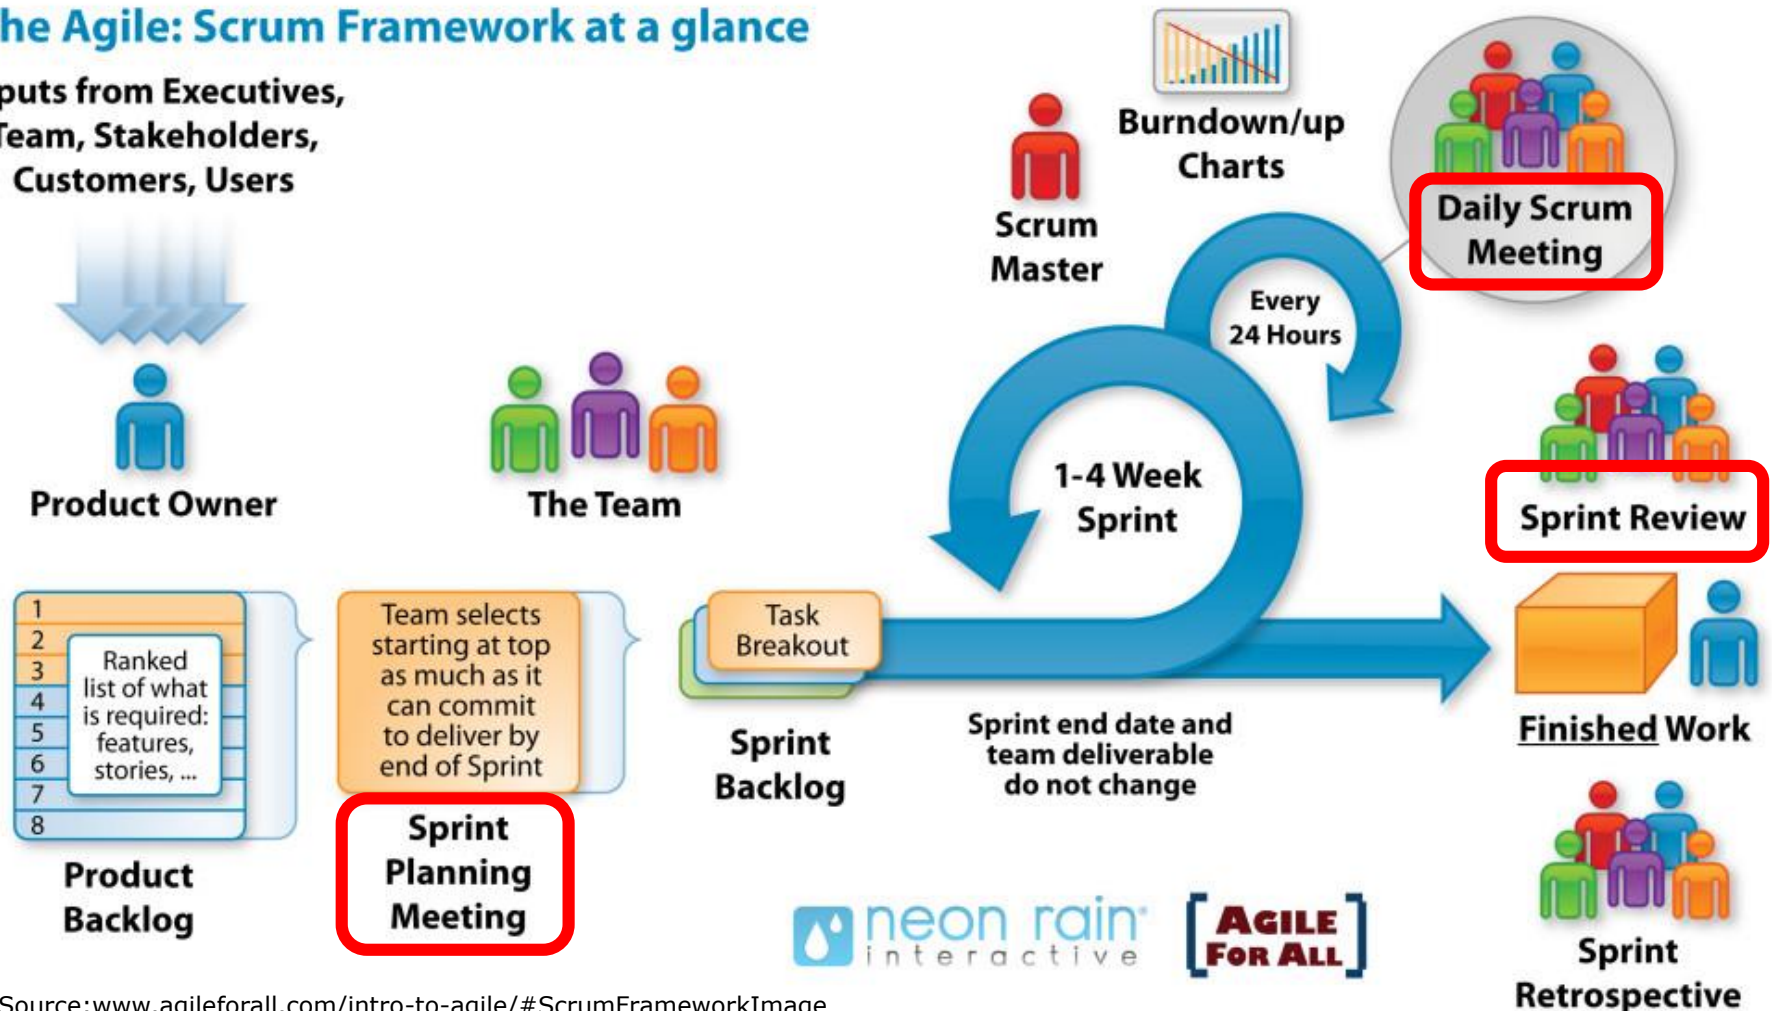 he Agile: Scrum Framework at a glance
puts from Executives,
Team, Stakeholders,
Customers, Users
Product Owner
The Team
Scrum
Master
Burndown/up
Charts
Daily Scrum
Meeting
Every
24 Hours
1-4 Week
Sprint
Sprint Review
1
2
3
4
5
6
7
8
Ranked
list of what
is required:
features,
stories, ...
Product
Backlog
Team selects
starting at top
as much as it
can commit
to deliver by
end of Sprint
Sprint
Planning
Meeting
Task
Breakout
Sprint
Backlog
Sprint end date and
team deliverable
do not change
Finished Work
neon rain
interactive
AGILE
FOR ALL
Sprint
Retrospective
Source:www.agileforall.com/intro-to-agile/#ScrumFrameworkImage